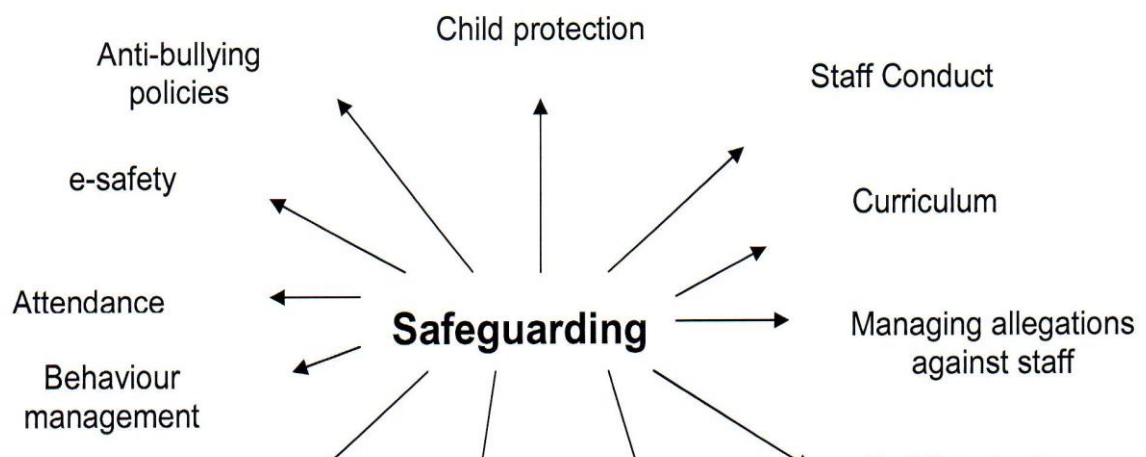 Child protection
Anti-bullying
policies
Staff Conduct
e-safety
Curriculum
Attendance
Safeguarding
Managing allegations
against staff
Behaviour
management